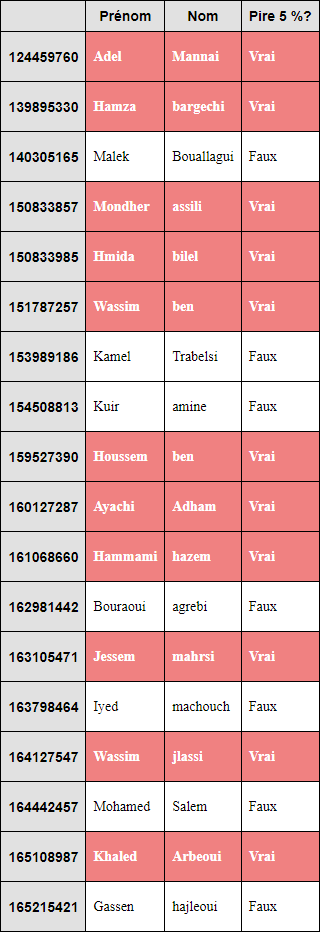 Prénom Nom Pire 5 %?
124459760 Adel Mannai Vrai
139895330 Hamza bargechi Vrai
140305165 Malek Bouallagui Faux
150833857 Mondher assili Vrai
150833985 Hmida bilel Vrai
151787257 Wassim ben Vrai
153989186 Kamel Trabelsi Faux
154508813 Kuir amine Faux
159527390 Houssem ben Vrai
160127287 Ayachi Adham Vrai
161068660 Hammami hazem Vrai
162981442 Bouraoui agrebi Faux
163105471 Jessem mahrsi Vrai
163798464 Iyed machouch Faux
164127547 Wassim jlassi Vrai
164442457 Mohamed Salem Faux
165108987 Khaled Arbeoui Vrai
165215421 Gassen hajleoui Faux